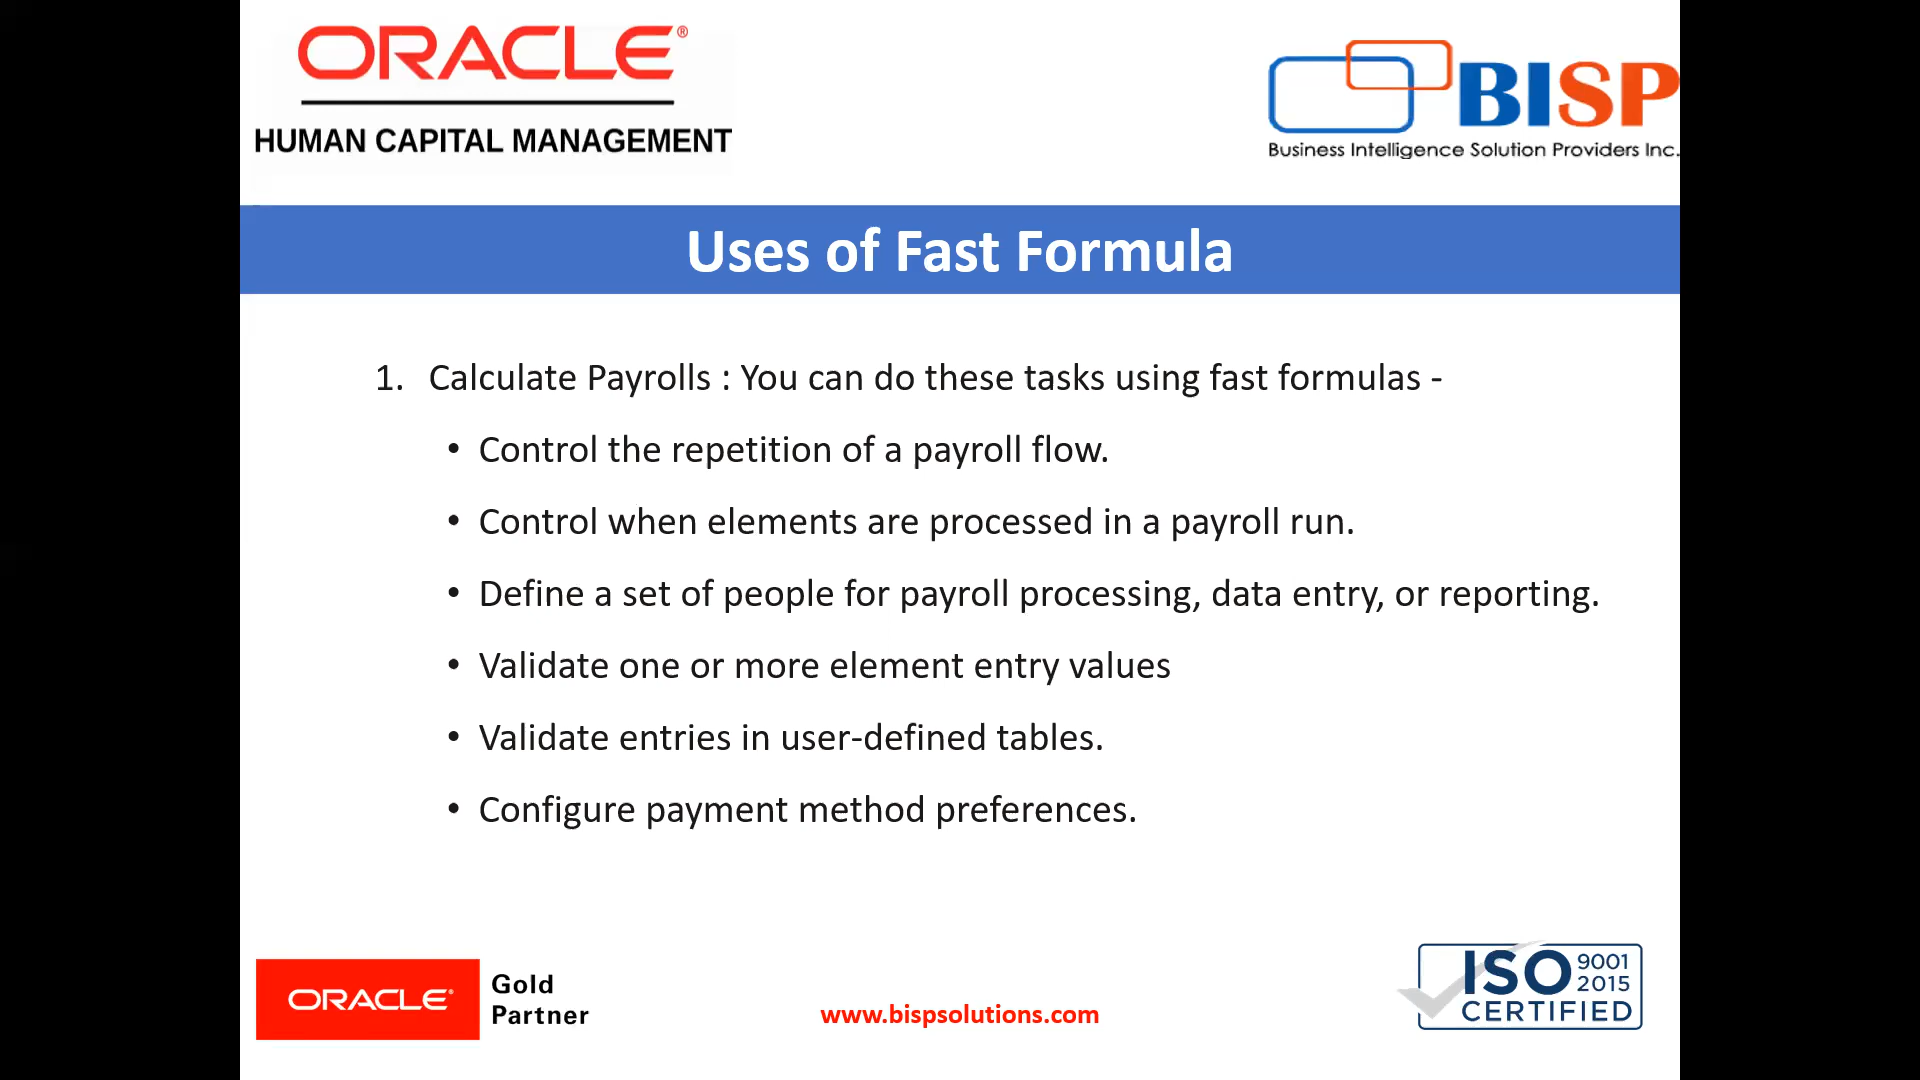 ORACLE®
HUMAN CAPITAL MANAGEMENT
BISP
Business Intelligence Solution Providers Inc.
Uses of Fast Formula
1. Calculate Payrolls : You can do these tasks using fast formulas -
• Control the repetition of a payroll flow.
• Control when elements are processed in a payroll run.
• Define a set of people for payroll processing, data entry, or reporting.
• Validate one or more element entry values
• Validate entries in user-defined tables.
• Configure payment method preferences.
ORACLE®
Gold
Partner
www.bispsolutions.com
ISO 9001
2015
CERTIFIED